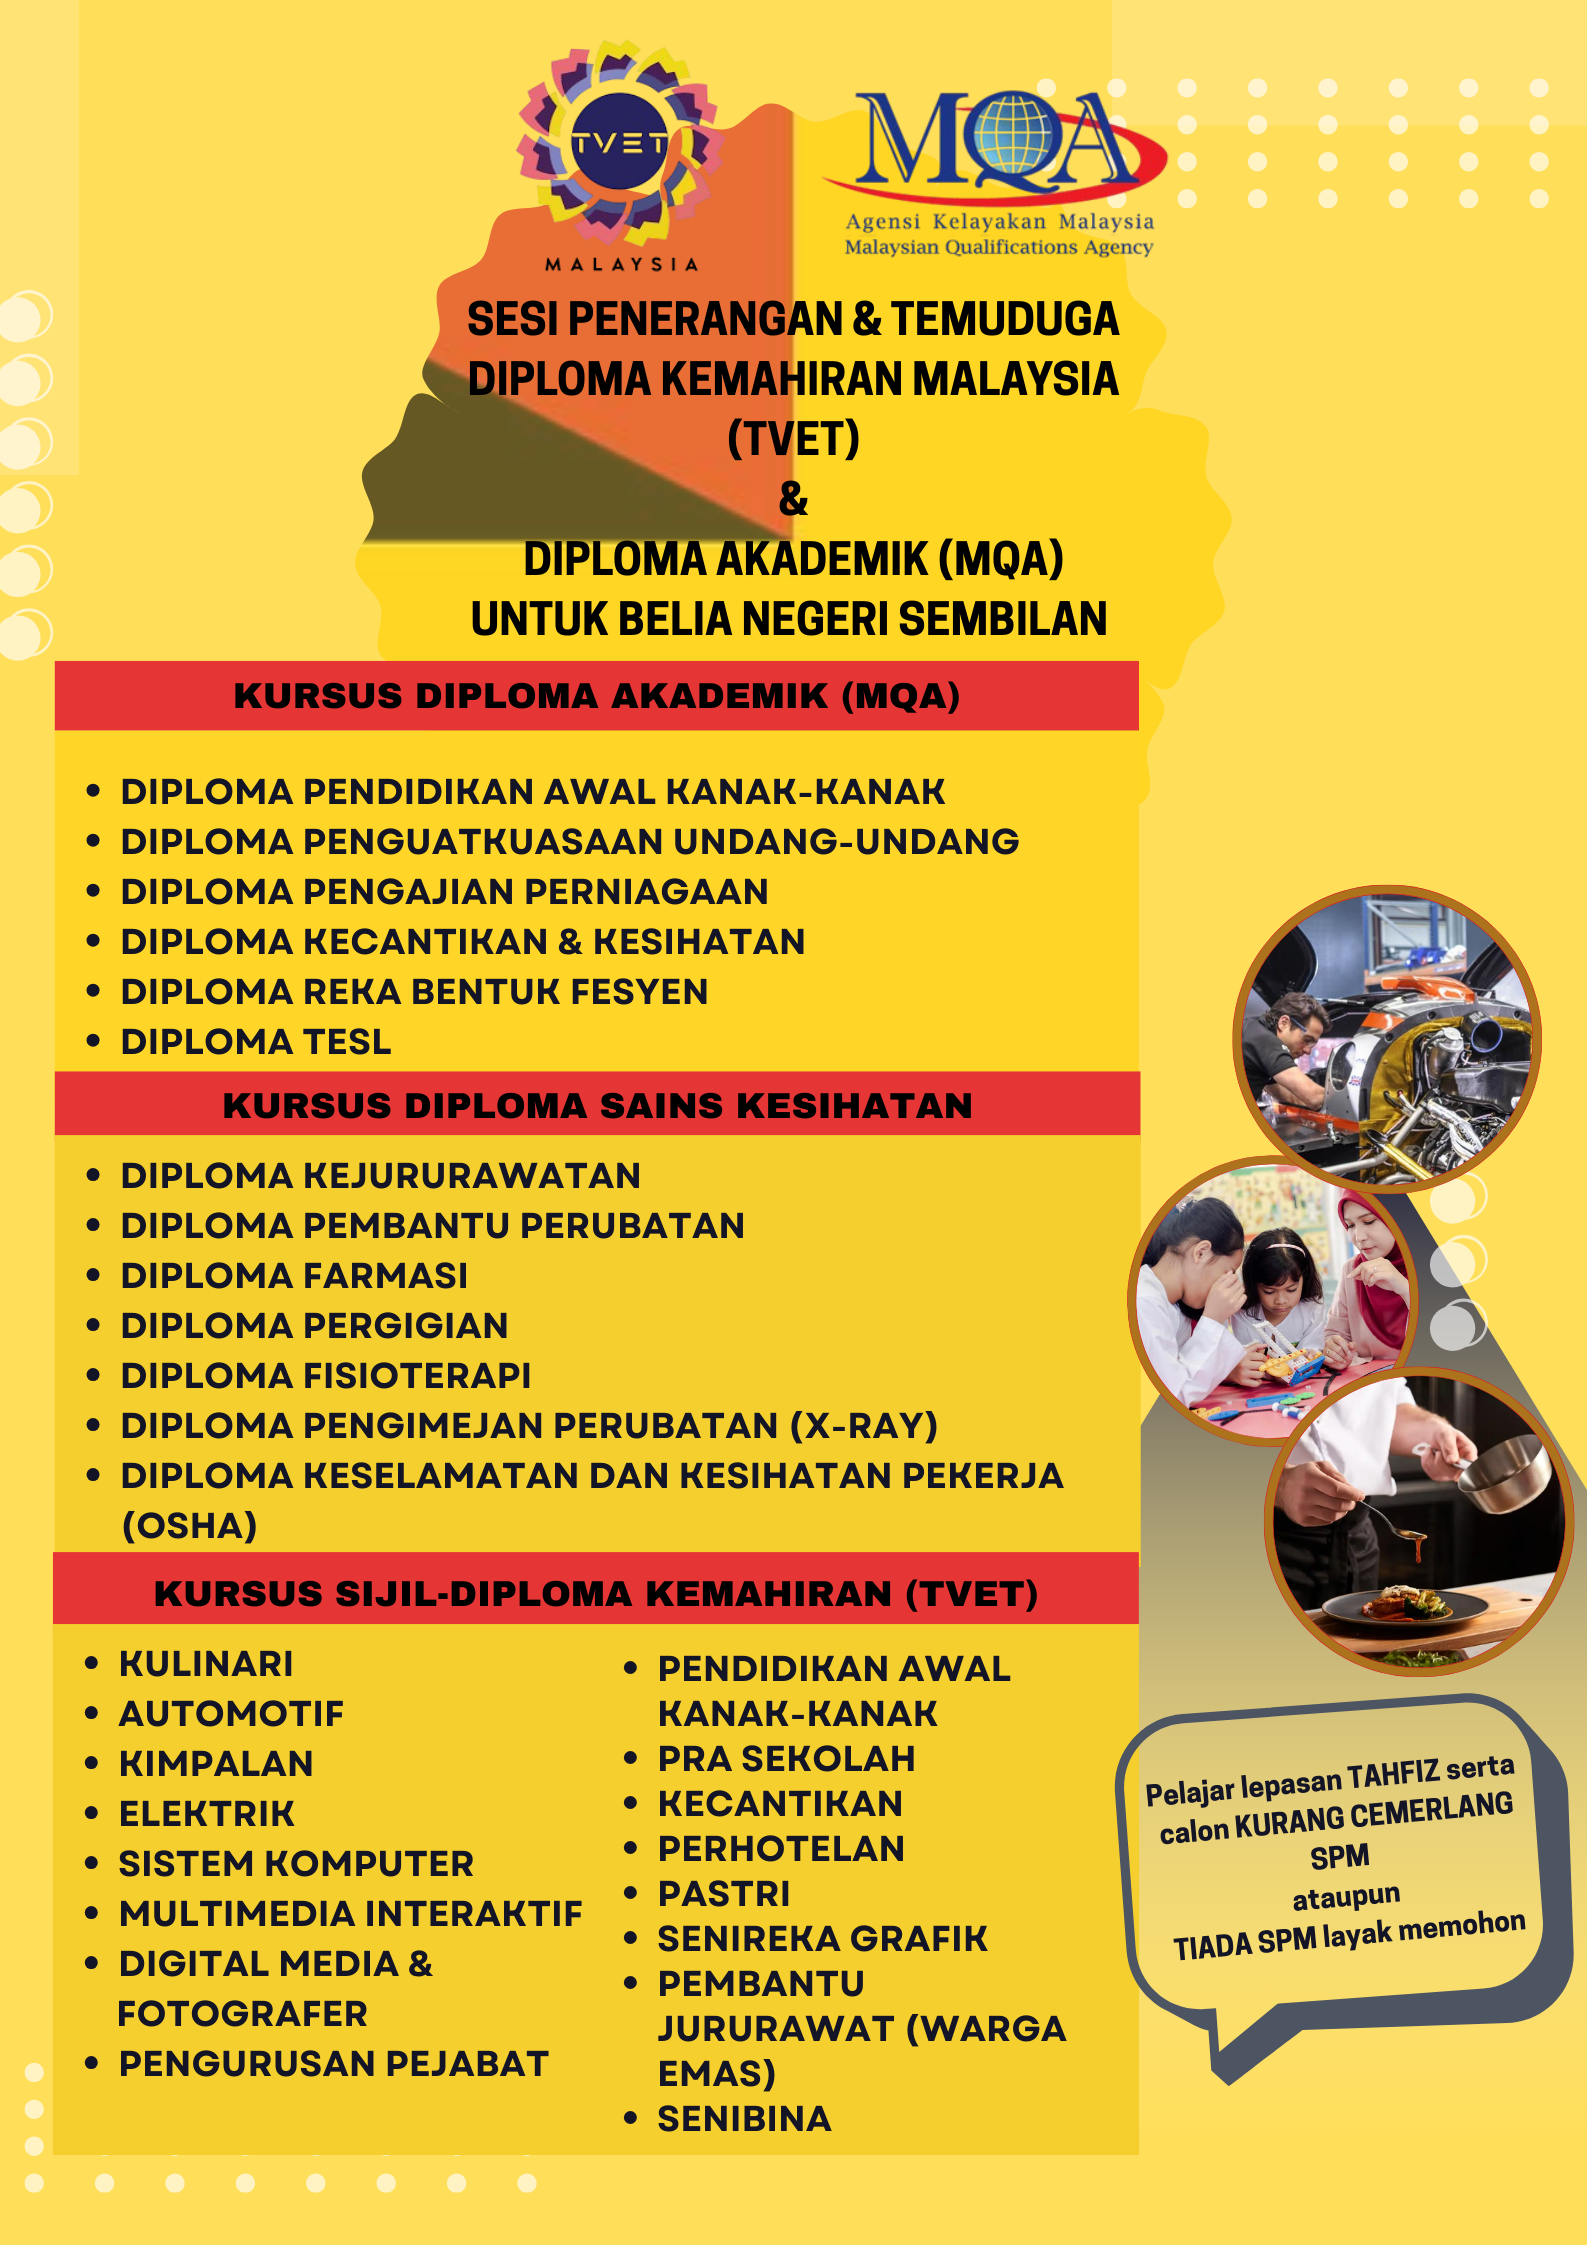 TVET
MALAYSIA
MQA
Agensi Kelayakan Malaysia
Malaysian Qualifications Agency
SESI PENERANGAN & TEMUDUGA
DIPLOMA KEMAHIRAN MALAYSIA
(TVET)
&
DIPLOMA AKADEMIK (MQA)
UNTUK BELIA NEGERI SEMBILAN
KURSUS DIPLOMA AKADEMIK (MQA)
• DIPLOMA PENDIDIKAN AWAL KANAK-KANAK
• DIPLOMA PENGUATKUASAAN UNDANG-UNDANG
• DIPLOMA PENGAJIAN PERNIAGAAN
• DIPLOMA KECANTIKAN & KESIHATAN
• DIPLOMA REKA BENTUK FESYEN
• DIPLOMA TESL
KURSUS DIPLOMA SAINS KESIHATAN
• DIPLOMA KEJURURAWATAN
• DIPLOMA PEMBANTU PERUBATAN
• DIPLOMA FARMASI
• DIPLOMA PERGIGIAN
• DIPLOMA FISIOTERAPI
• DIPLOMA PENGIMEJAN PERUBATAN (X-RAY)
• DIPLOMA KESELAMATAN DAN KESIHATAN PEKERJA
(OSHA)
KURSUS SIJIL-DIPLOMA KEMAHIRAN (TVET)
• KULINARI
• AUTOMOTIF
• KIMPALAN
• ELEKTRIK
• SISTEM KOMPUTER
• MULTIMEDIA INTERAKTIF
• DIGITAL MEDIA &
FOTOGRAFER
• PENGURUSAN PEJABAT
• PENDIDIKAN AWAL
KANAK-KANAK
• PRA SEKOLAH
• KECANTIKAN
• PERHOTELAN
• PASTRI
• SENIREKA GRAFIK
• PEMBANTU
JURURAWAT (WARGA
EMAS)
• SENIBINA
Pelajar lepasan TAHFIZ serta
calon KURANG CEMERLANG
SPM
ataupun
TIADA SPM layak memohon